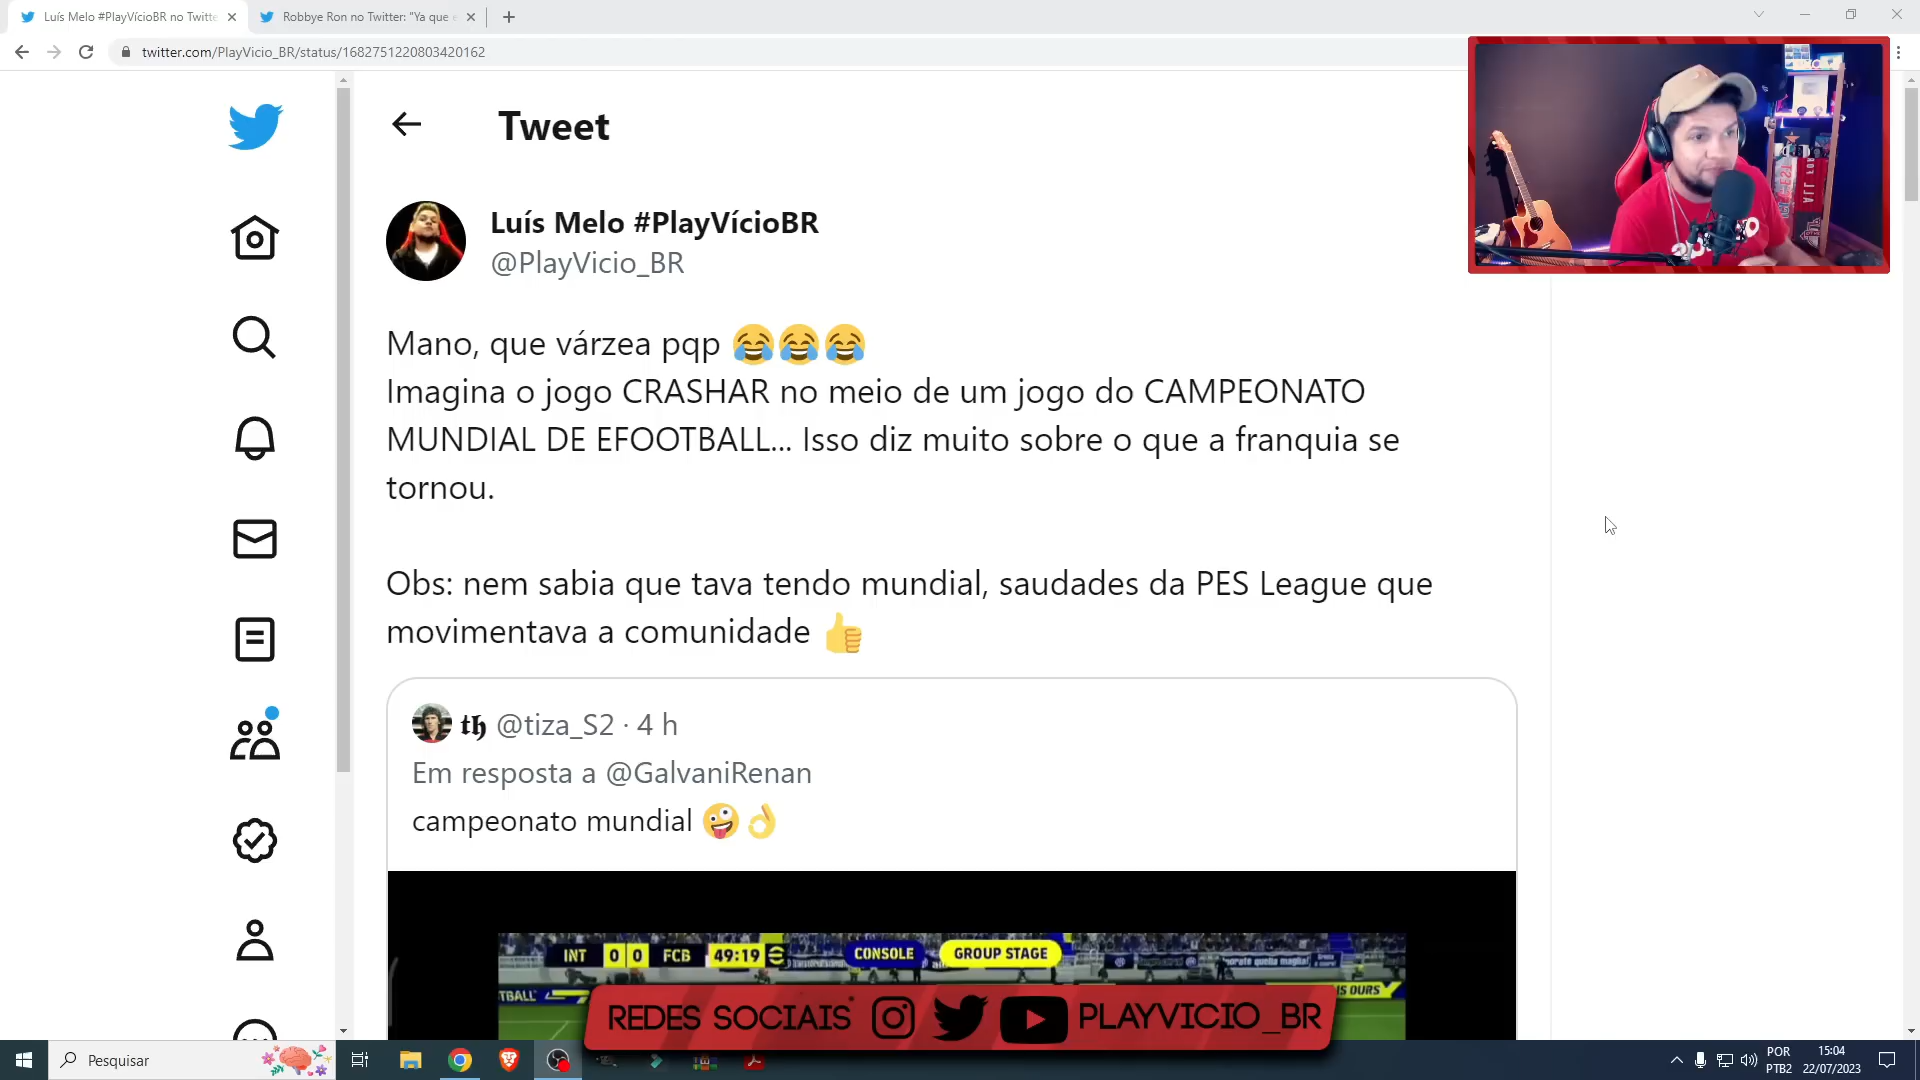 Luís Melo #PlayVícioBR no Twitte
Robbye Ron no Twitter: "Ya que e
twitter.com/PlayVicio_BR/status/1682751220803420162
Tweet
Luís Melo #PlayVícioBR
@PlayVicio_BR
Mano, que várzea pqp 😂😂😂
Imagina o jogo CRASHAR no meio de um jogo do CAMPEONATO
MUNDIAL DE EFOOTBALL... Isso diz muito sobre o que a franquia se
tornou.
Obs: nem sabia que tava tendo mundial, saudades da PES League que
movimentava a comunidade 👍
𝖙𝖍 @tiza_S2 · 4 h
Em resposta a @GalvaniRenan
campeonato mundial 🤪👌
INT 0 0 FCB 49:19 CONSOLE GROUP STAGE
REDES SOCIAIS PLAYVICIO_BR
Pesquisar
POR
PTB2
15:04
22/07/2023